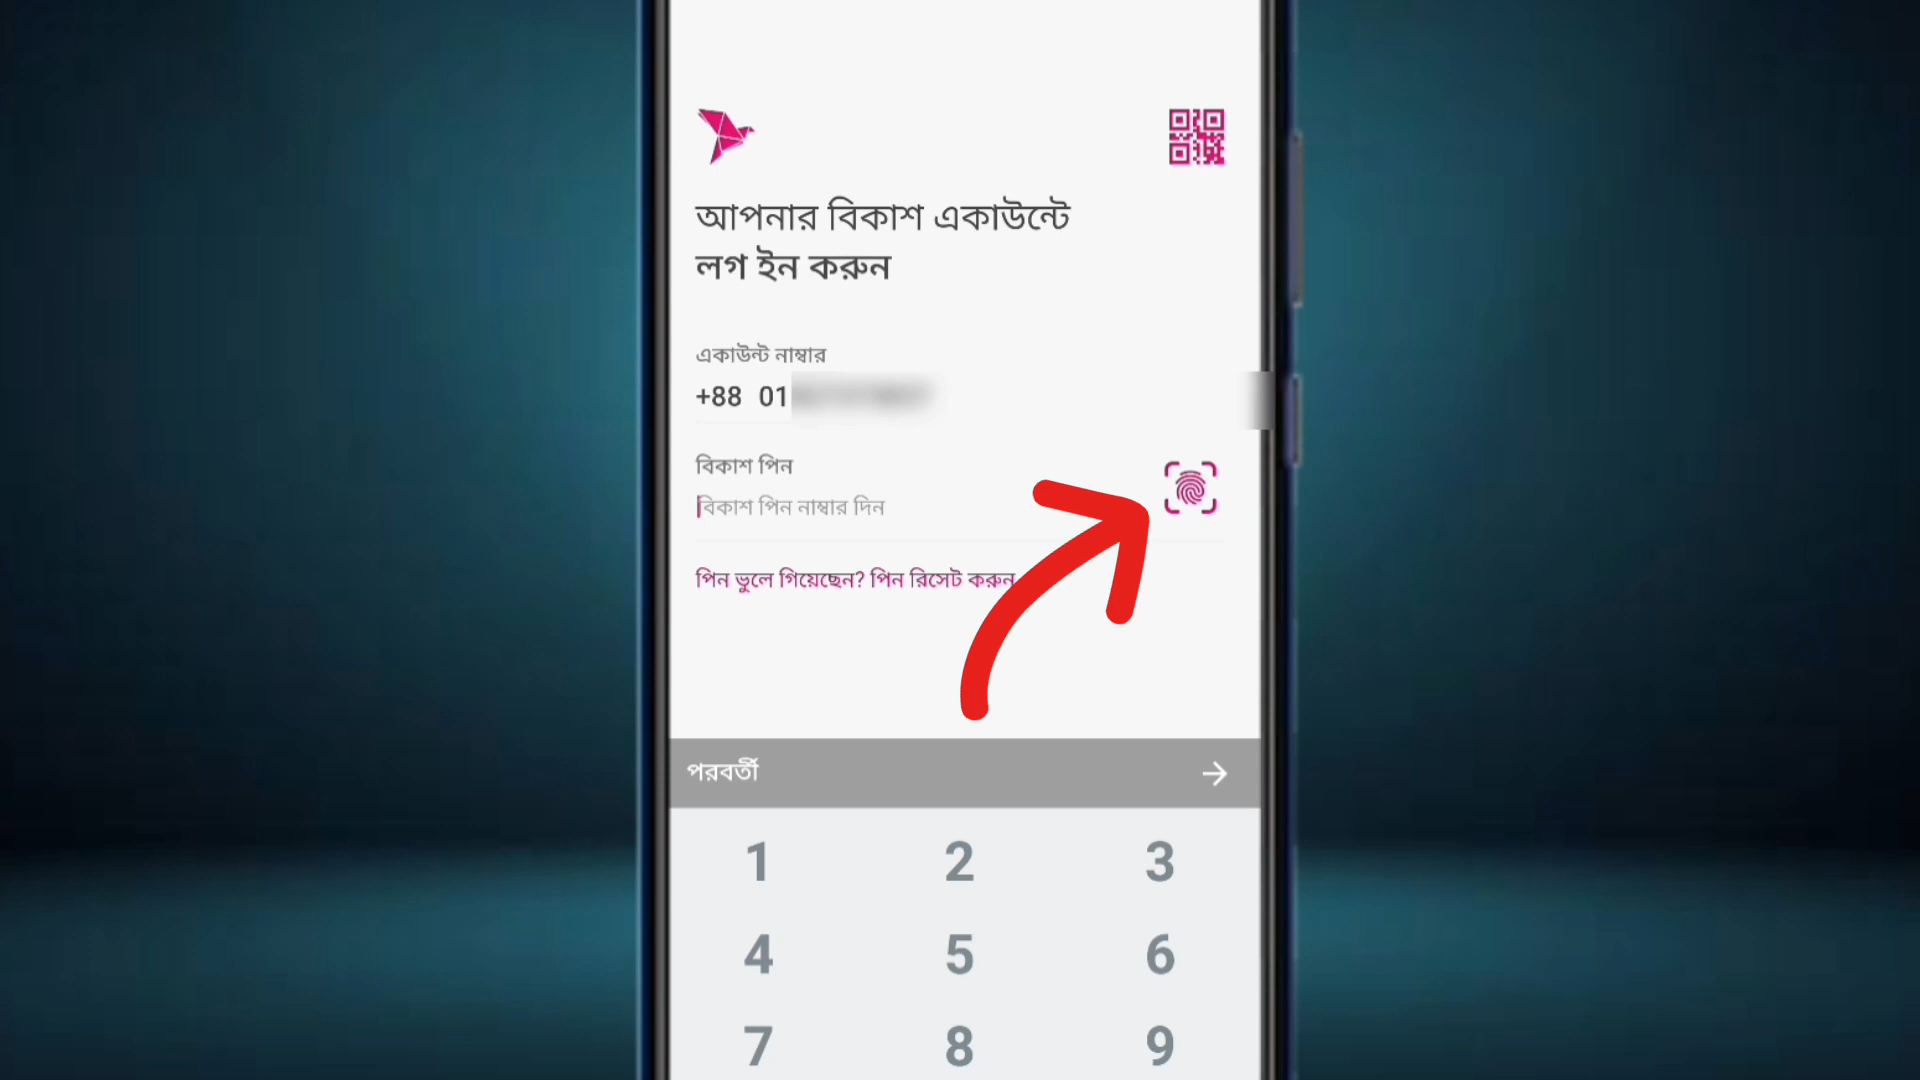 আপনার বিকাশ একাউন্টে
লগ ইন করুন
একাউন্ট নাম্বার
+88 01
বিকাশ পিন
বিকাশ পিন নাম্বার দিন
পিন ভুলে গিয়েছেন? পিন রিসেট করুন
পরবর্তী
1 2 3
4 5 6
7 8 9